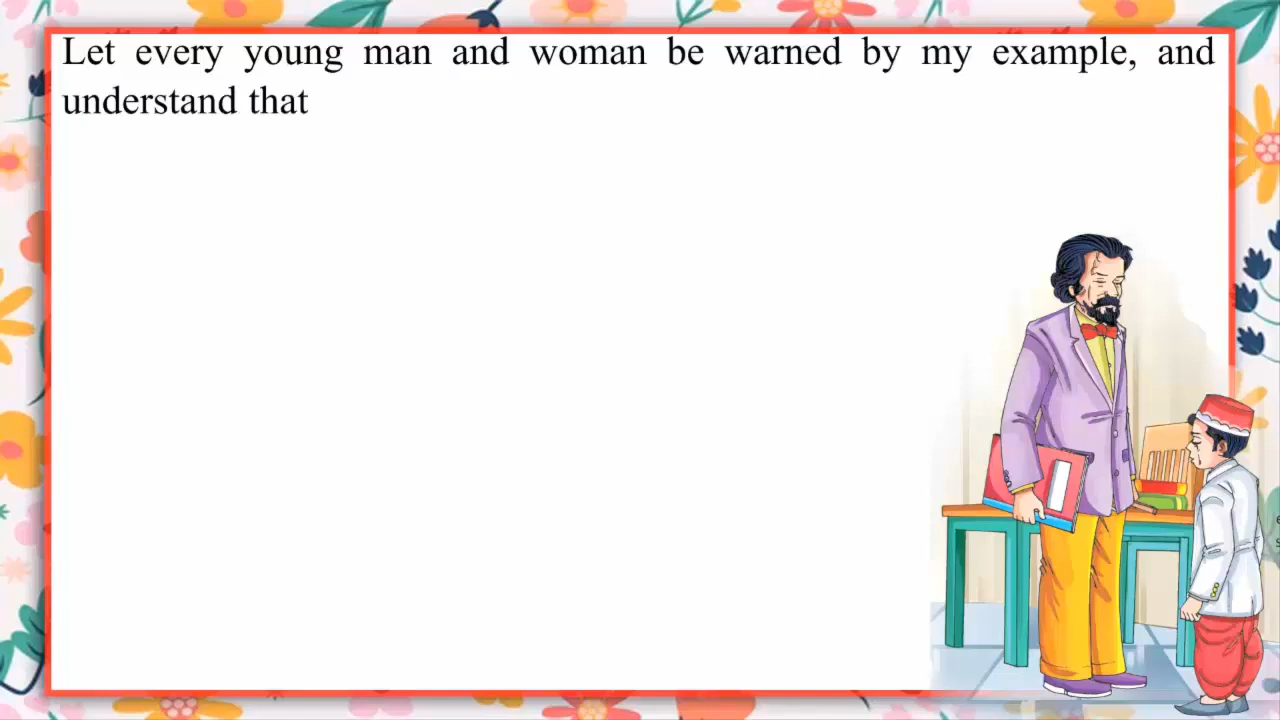 Let every young man and woman be warned by my example, and
understand that